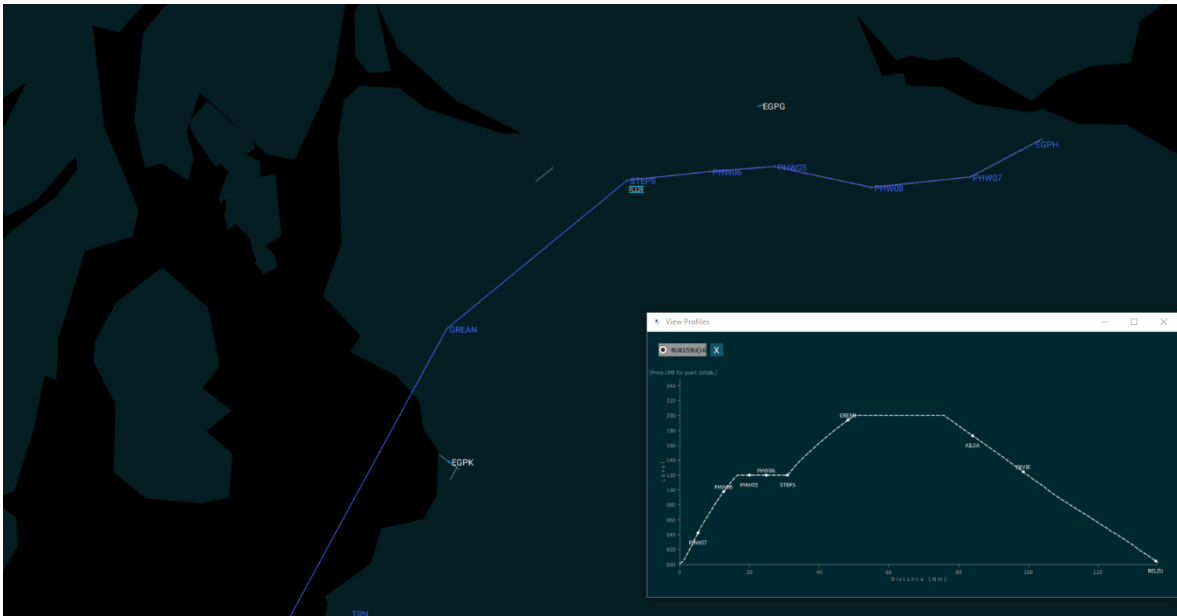 EGPG
EGPH
PHW05
PHW06
STEPS
PHW07
PHW08
GREAN
EGPK
TRN
View Profiles
X
(Press LMB for point details.)
240
220
200
180
160
140
120
100
080
060
040
020
000
Level
GREAN
AILSA
PHW06
PHW05
STEPS
PHW07
BELZU
0
20
40
60
80
100
120
Distance (Nm)